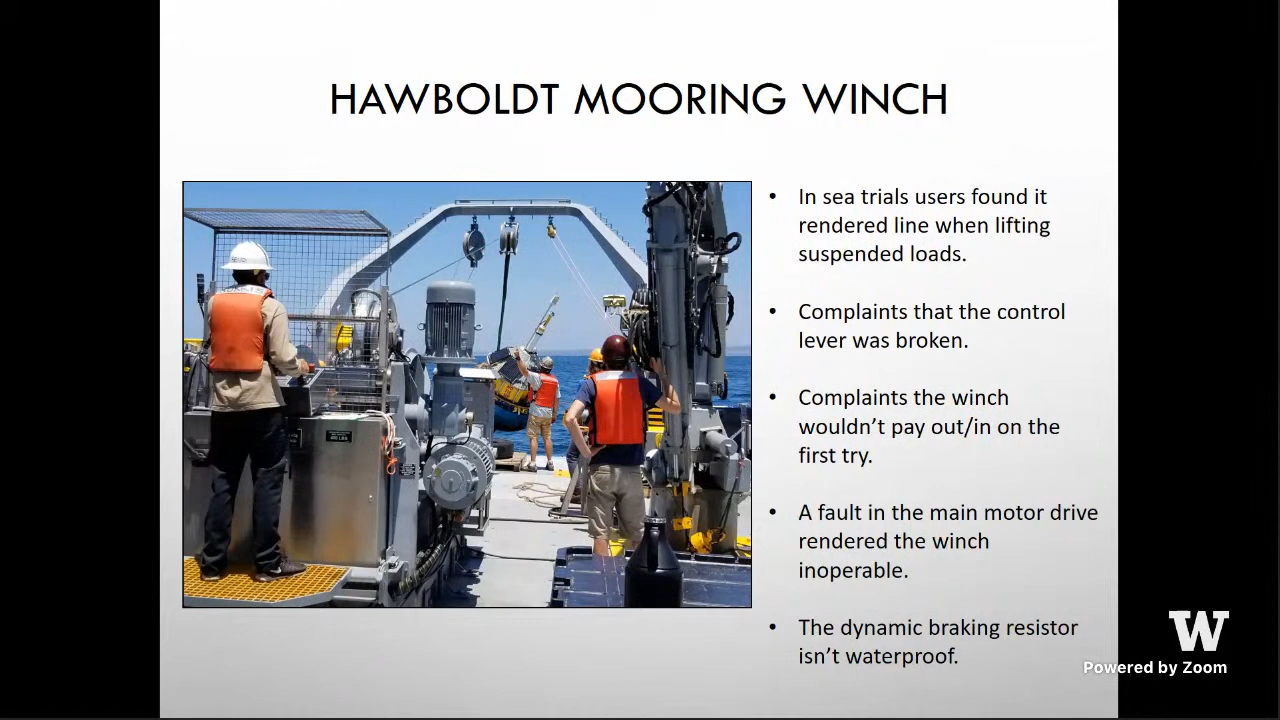 HAWBOLDT MOORING WINCH
• In sea trials users found it
rendered line when lifting
suspended loads.
• Complaints that the control
lever was broken.
• Complaints the winch
wouldn't pay out/in on the
first try.
• A fault in the main motor drive
rendered the winch
inoperable.
• The dynamic braking resistor
isn't waterproof.
W
Powered by Zoom